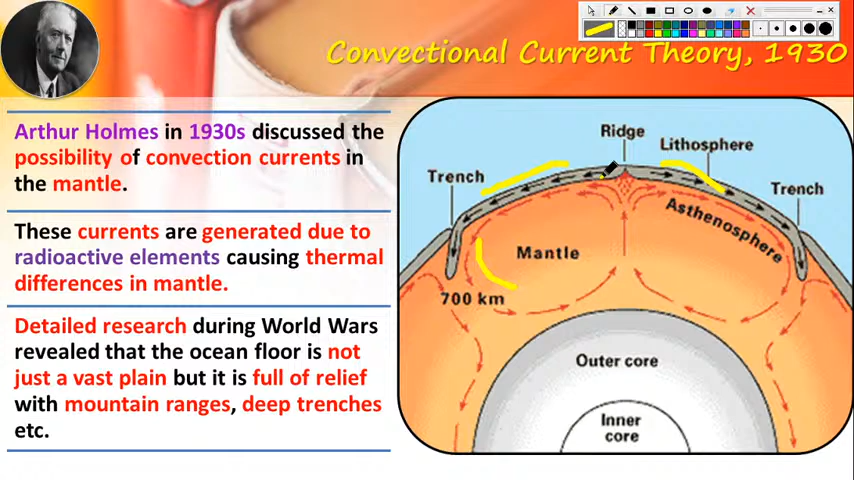 Convectional Current Theory, 1930
Arthur Holmes in 1930s discussed the
possibility of convection currents in
the mantle.
These currents are generated due to
radioactive elements causing thermal
differences in mantle.
Detailed research during World Wars
revealed that the ocean floor is not
just a vast plain but it is full of relief
with mountain ranges, deep trenches
etc.
Ridge
Lithosphere
Trench
Trench
Asthenosphere
Mantle
700 km
Outer core
Inner
core